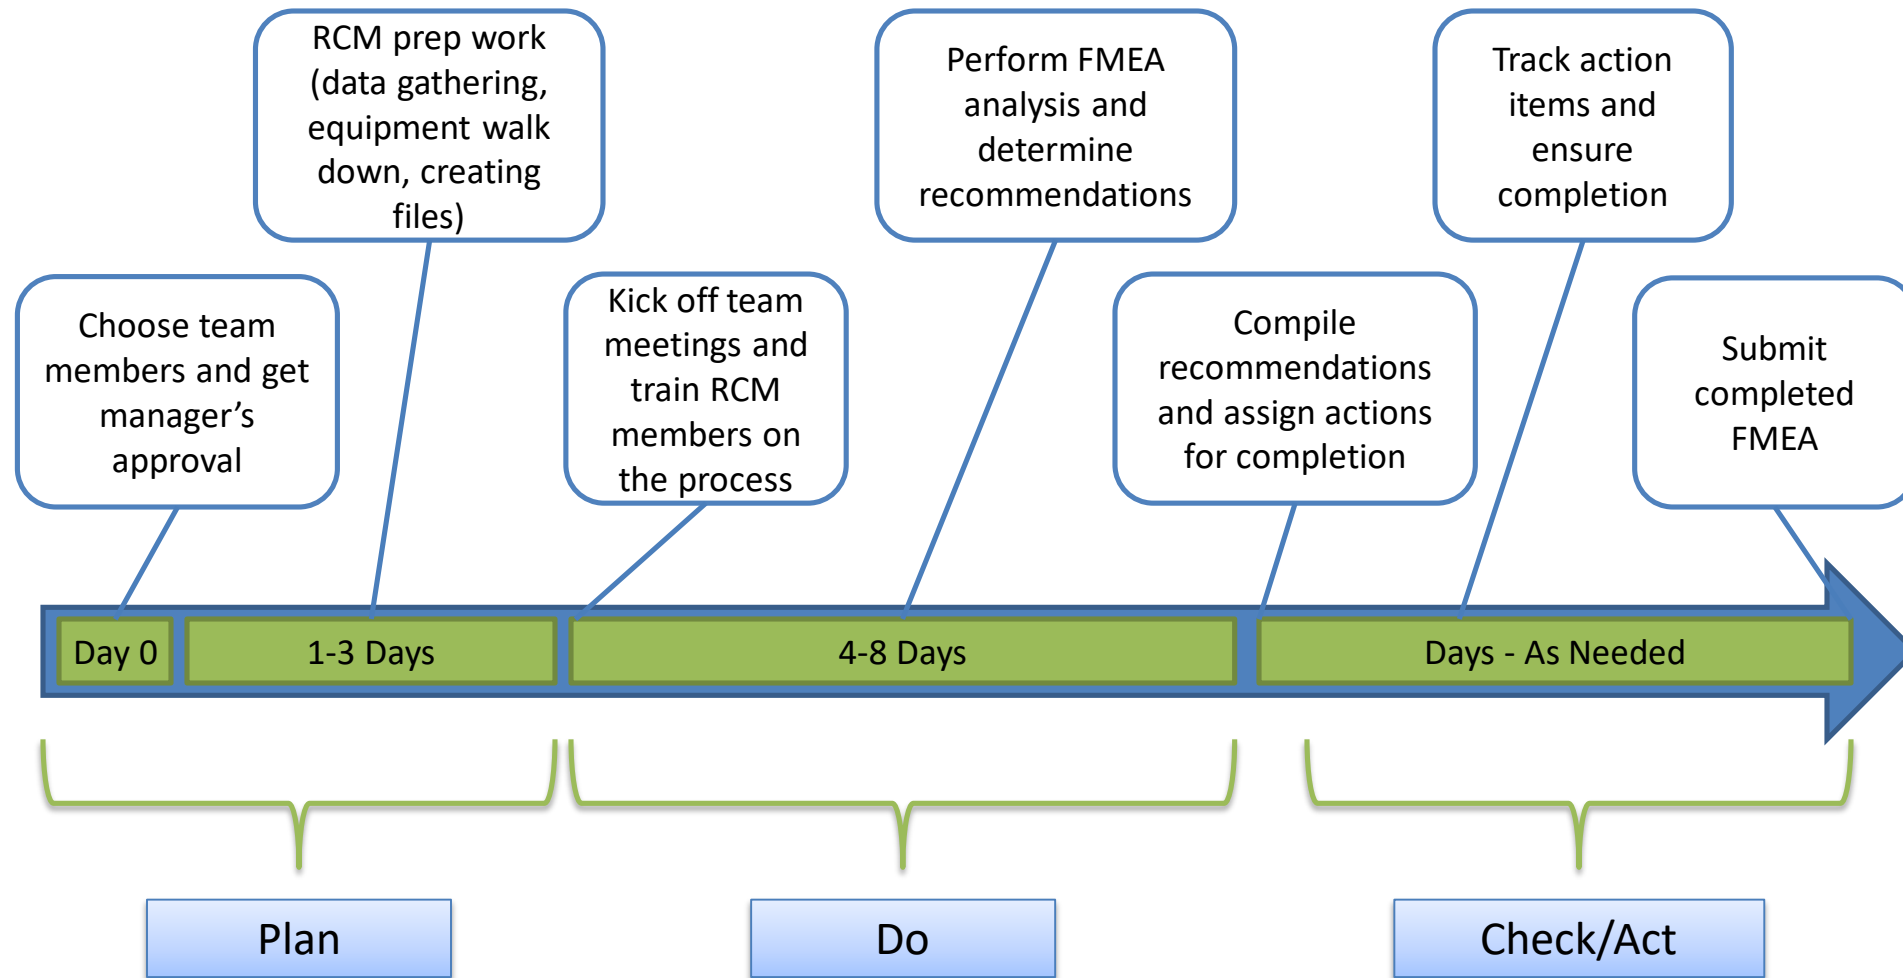 RCM prep work
(data gathering,
equipment walk
down, creating
files)
Perform FMEA
analysis and
determine
recommendations
Track action
items and
ensure
completion
Choose team
members and get
manager’s
approval
Kick off team
meetings and
train RCM
members on
the process
Compile
recommendations
and assign actions
for completion
Submit
completed
FMEA
Day 0
1-3 Days
4-8 Days
Days - As Needed
Plan
Do
Check/Act